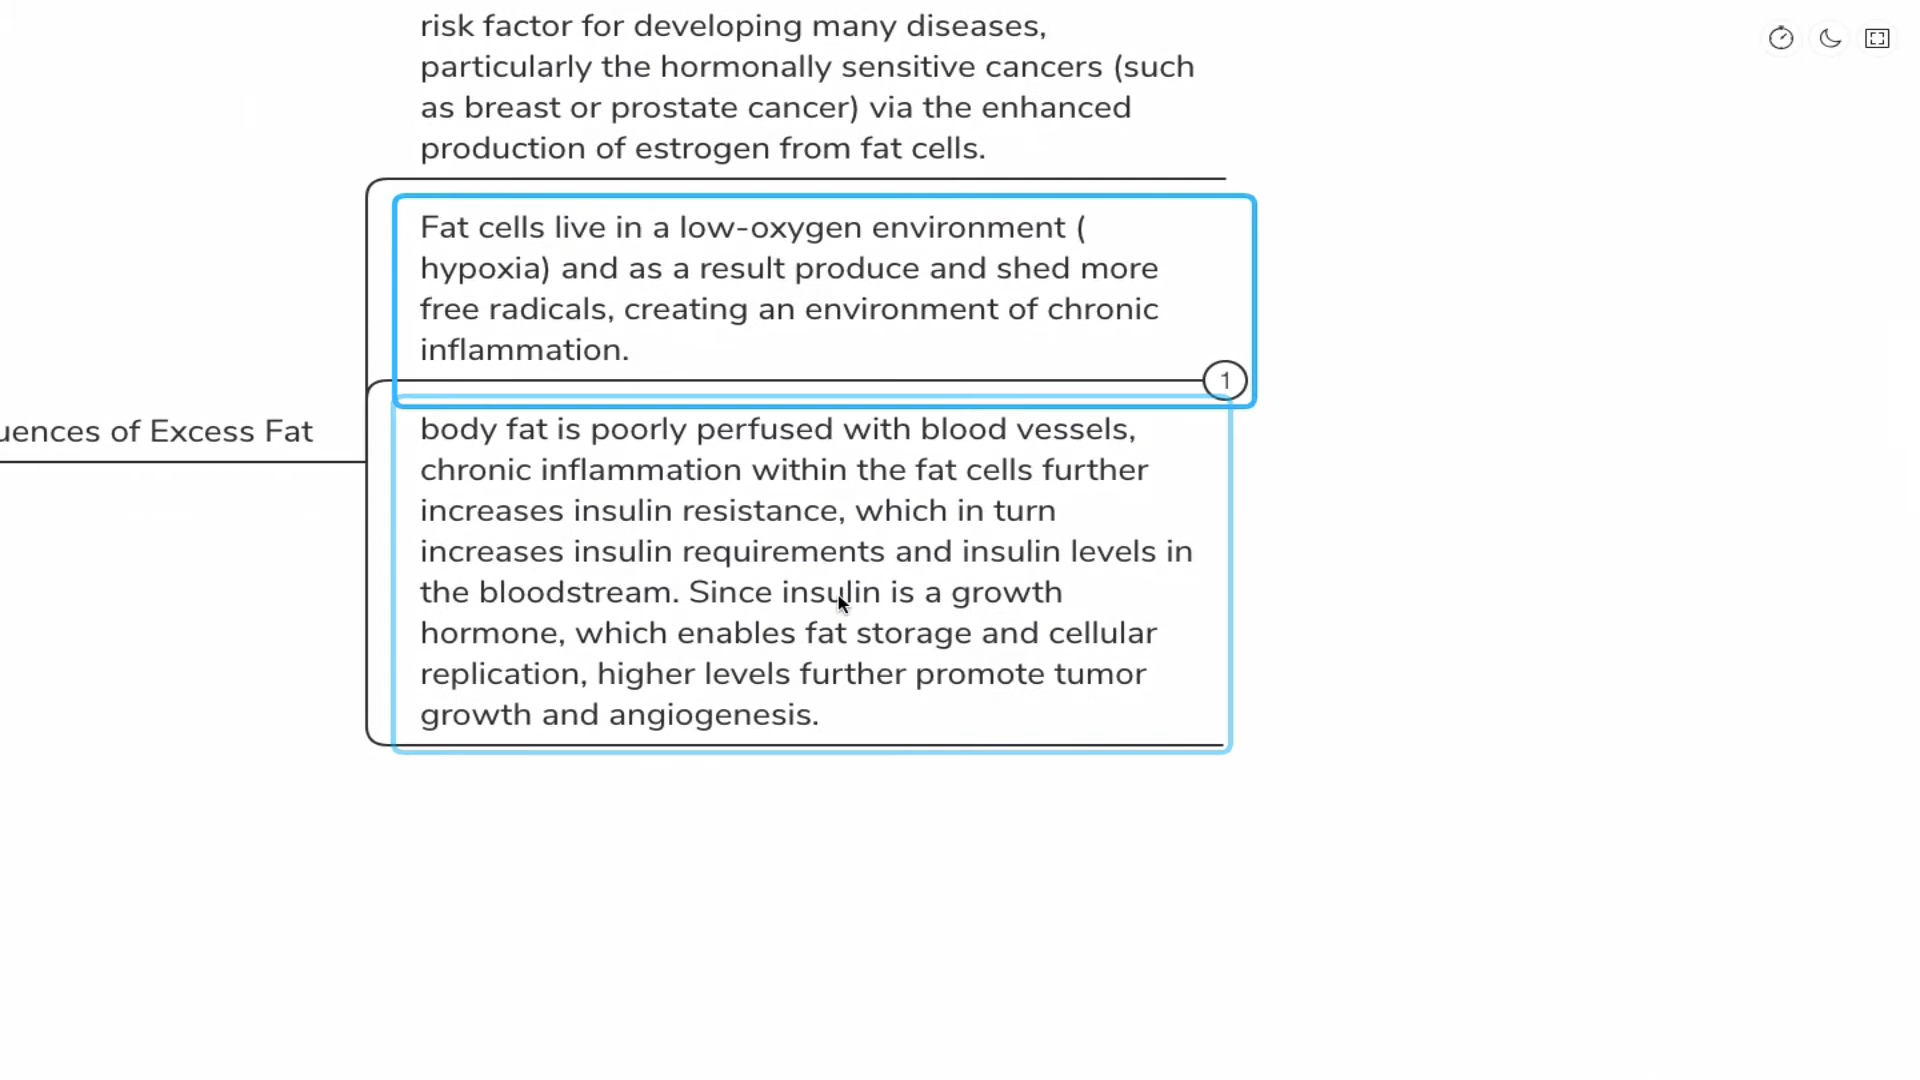 risk factor for developing many diseases,
particularly the hormonally sensitive cancers (such
as breast or prostate cancer) via the enhanced
production of estrogen from fat cells.
Fat cells live in a low-oxygen environment (
hypoxia) and as a result produce and shed more
free radicals, creating an environment of chronic
inflammation.
1
uences of Excess Fat
body fat is poorly perfused with blood vessels,
chronic inflammation within the fat cells further
increases insulin resistance, which in turn
increases insulin requirements and insulin levels in
the bloodstream. Since insulin is a growth
hormone, which enables fat storage and cellular
replication, higher levels further promote tumor
growth and angiogenesis.